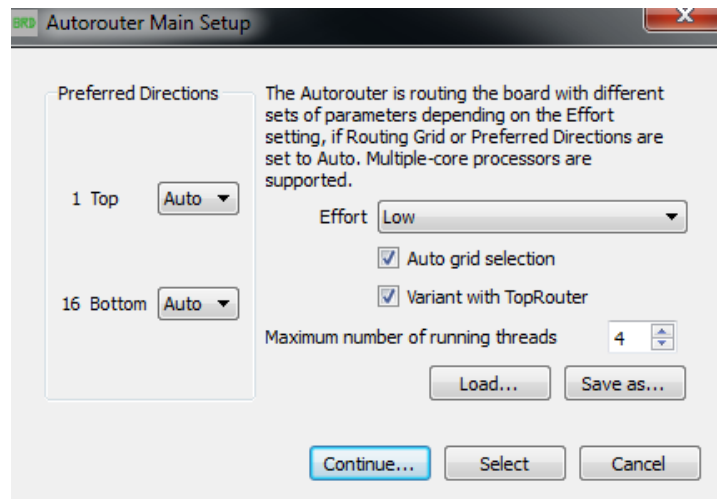 BRD Autorouter Main Setup
Preferred Directions
1 Top Auto
16 Bottom Auto
The Autorouter is routing the board with different
sets of parameters depending on the Effort
setting, if Routing Grid or Preferred Directions are
set to Auto. Multiple-core processors are
supported.
Effort Low
Auto grid selection
Variant with TopRouter
Maximum number of running threads 4
Load... Save as...
Continue... Select Cancel